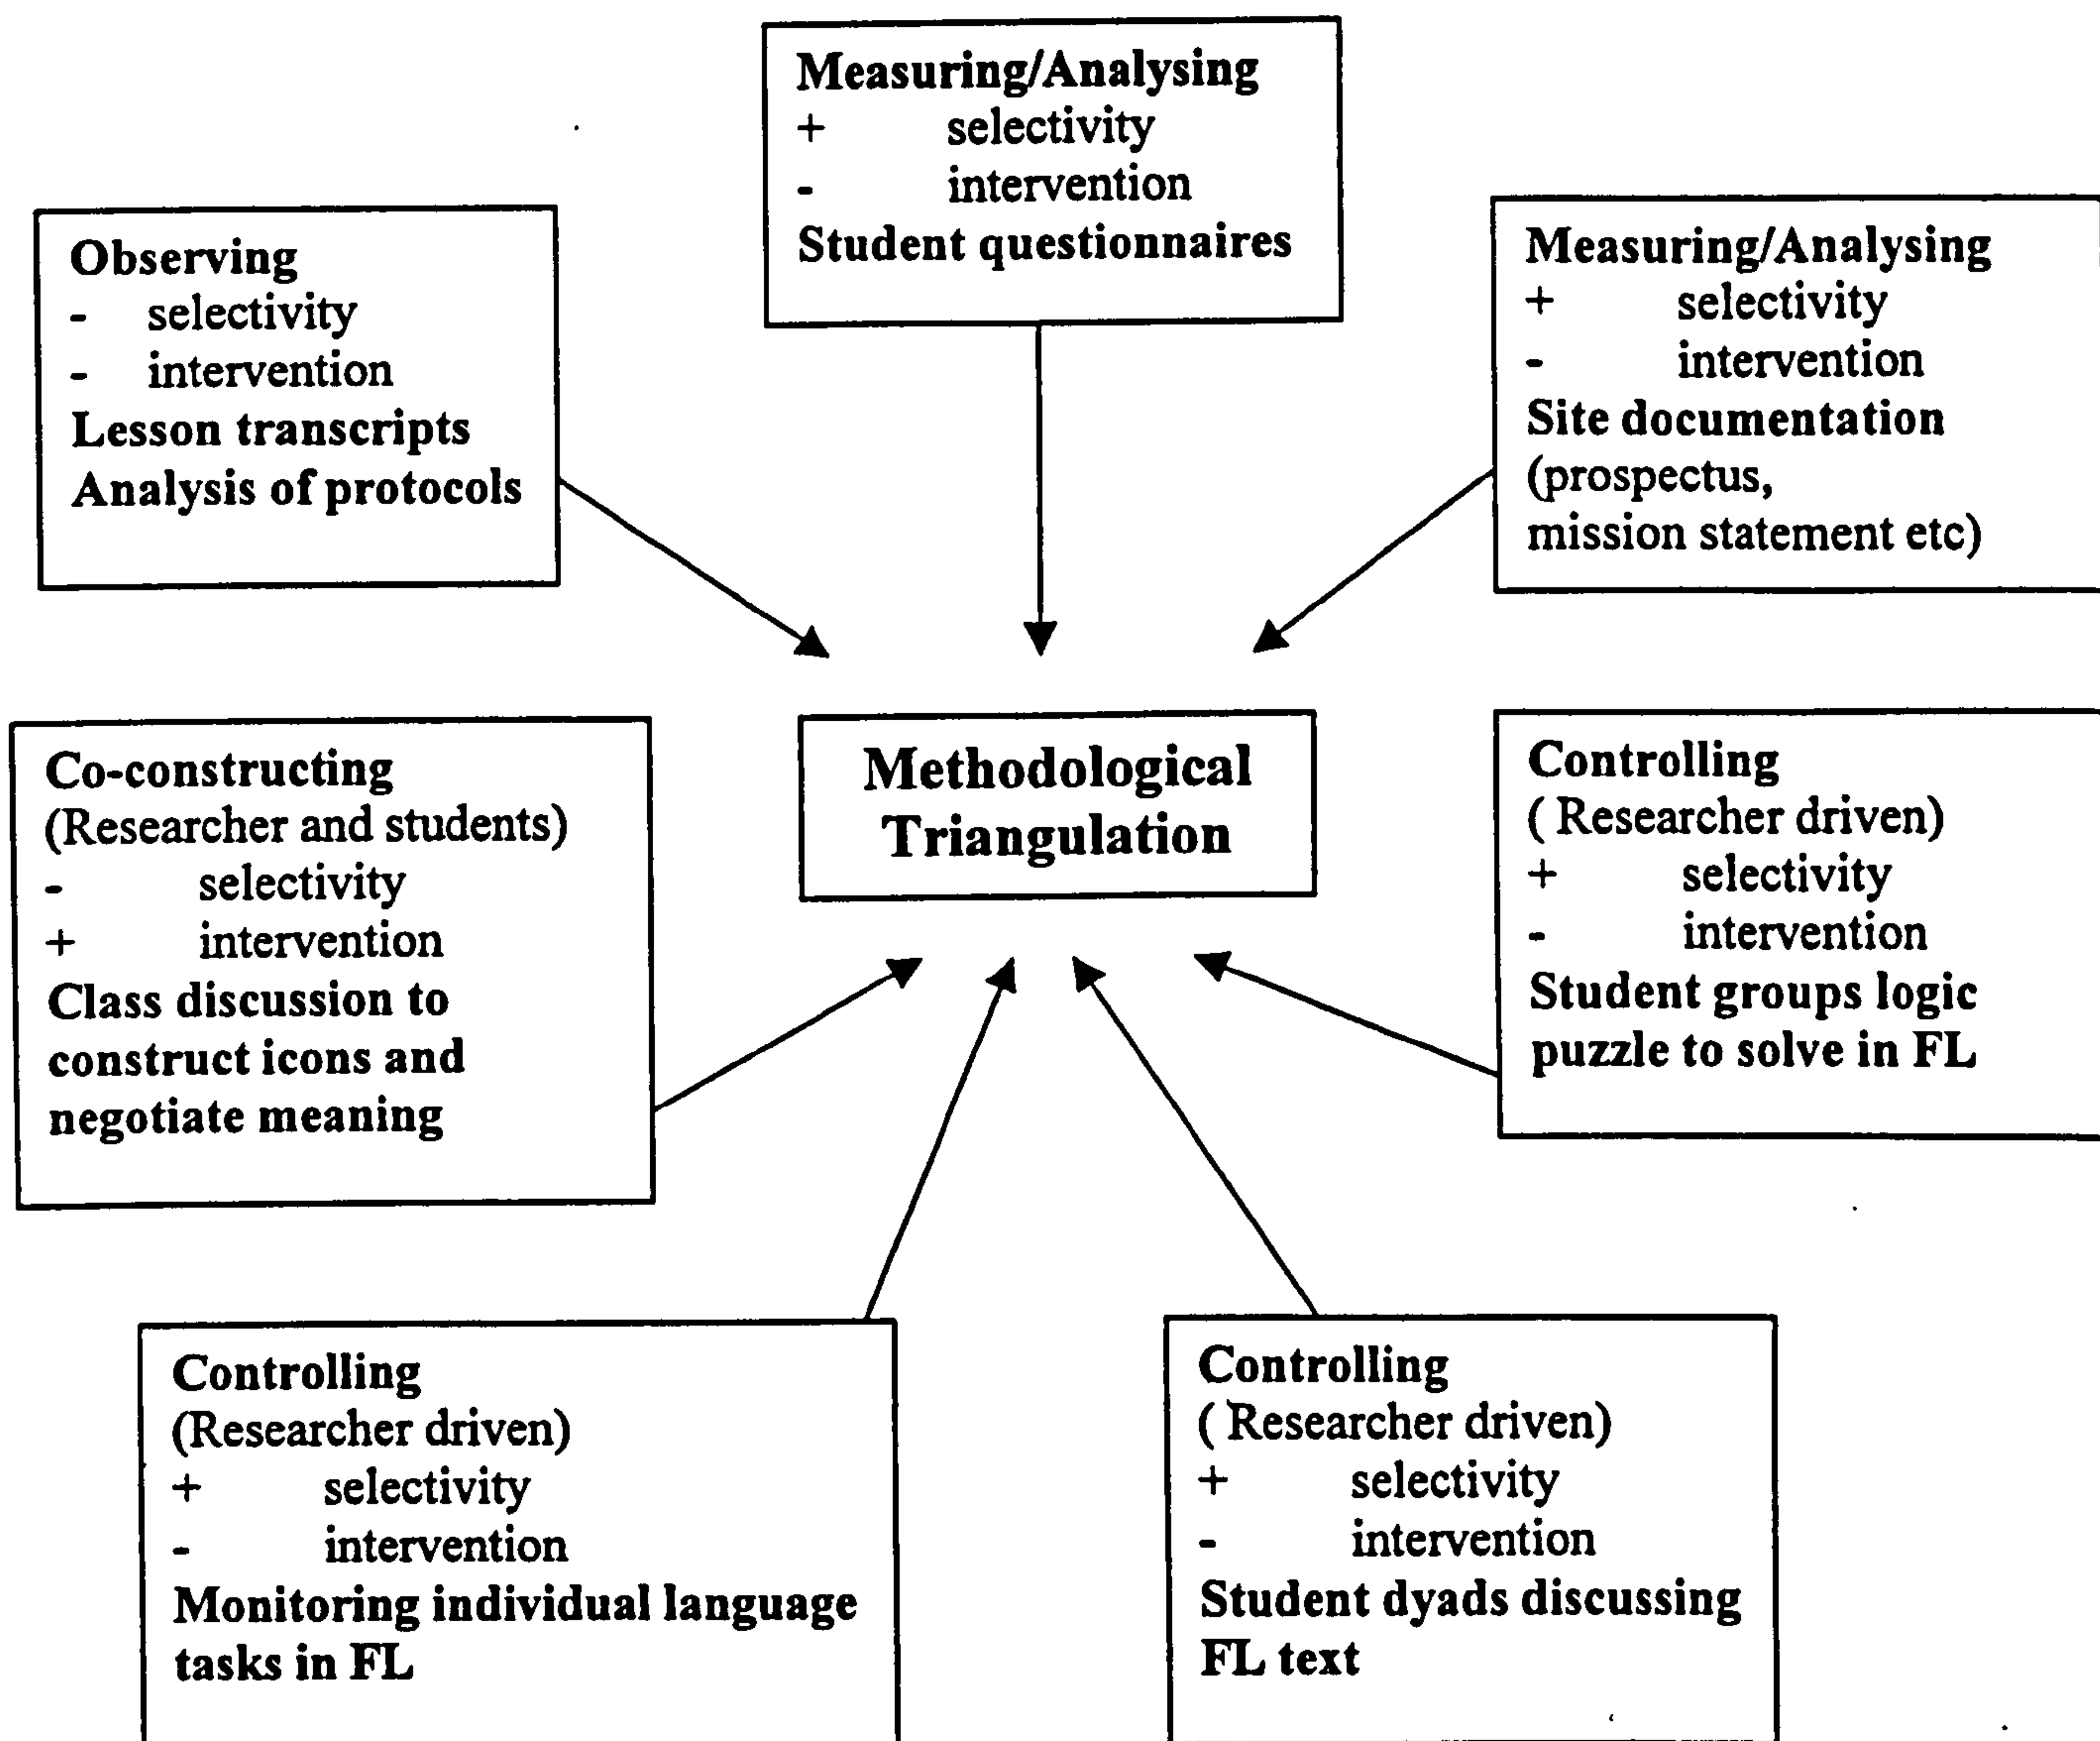 Measuring/Analysing
+ selectivity
- intervention
Student questionnaires
Observing
- selectivity
- intervention
Lesson transcripts
Analysis of protocols
Measuring/Analysing
+ selectivity
- intervention
Site documentation
(prospectus,
mission statement etc)
Co-constructing
(Researcher and students)
- selectivity
+ intervention
Class discussion to
construct icons and
negotiate meaning
Methodological
Triangulation
Controlling
( Researcher driven)
+ selectivity
- intervention
Student groups logic
puzzle to solve in FL
Controlling
(Researcher driven)
+ selectivity
- intervention
Monitoring individual language
tasks in FL
Controlling
( Researcher driven)
+ selectivity
- intervention
Student dyads discussing
FL text